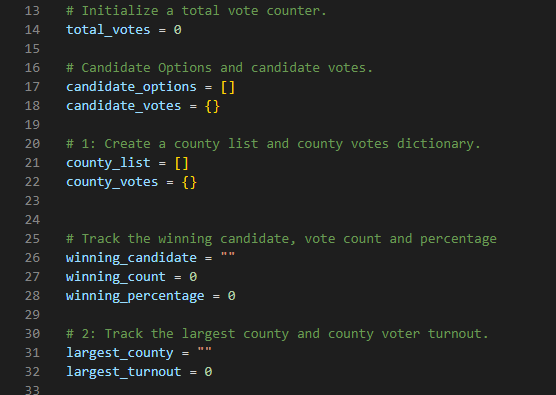 13 # Initialize a total vote counter.
14 total_votes = 0
15
16 # Candidate Options and candidate votes.
17 candidate_options = []
18 candidate_votes = {}
19
20 # 1: Create a county list and county votes dictionary.
21 county_list = []
22 county_votes = {}
23
24
25 # Track the winning candidate, vote count and percentage
26 winning_candidate = ""
27 winning_count = 0
28 winning_percentage = 0
29
30 # 2: Track the largest county and county voter turnout.
31 largest_county = ""
32 largest_turnout = 0
33